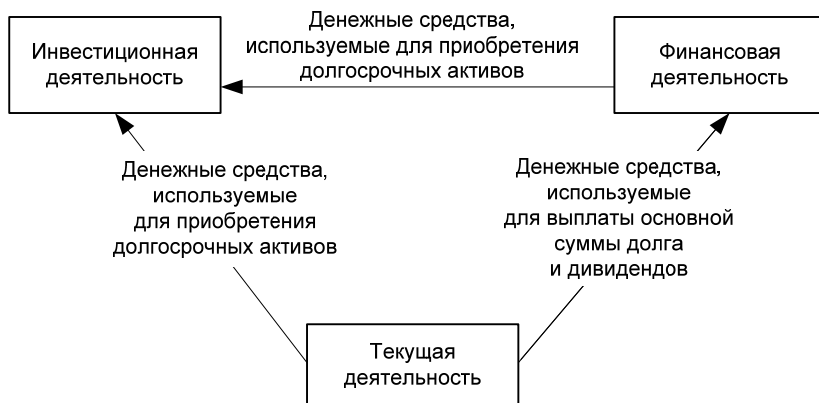 Денежные средства,
используемые для приобретения
долгосрочных активов
Инвестиционная
деятельность
Финансовая
деятельность
Денежные средства,
используемые
для приобретения
долгосрочных активов
Денежные средства,
используемые
для выплаты основной
суммы долга
и дивидендов
Текущая
деятельность